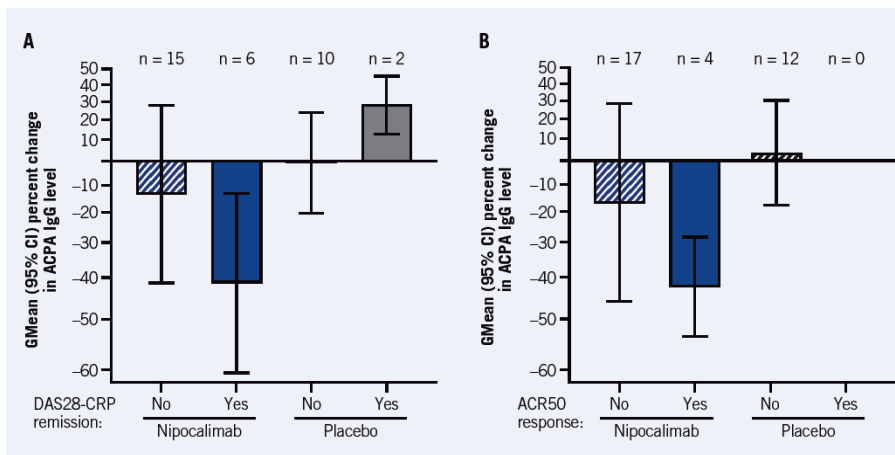 A
n = 15 n = 6 n = 10 n = 2
GMean (95% CI) percent change
in ACPA IgG level
50
40
30
20
10
–10
–20
–30
–40
–50
–60
DAS28-CRP
remission:
No Yes No Yes
Nipocalimab Placebo
B
n = 17 n = 4 n = 12 n = 0
GMean (95% CI) percent change
in ACPA IgG level
50
40
30
20
10
–10
–20
–30
–40
–50
–60
ACR50
response:
No Yes No Yes
Nipocalimab Placebo